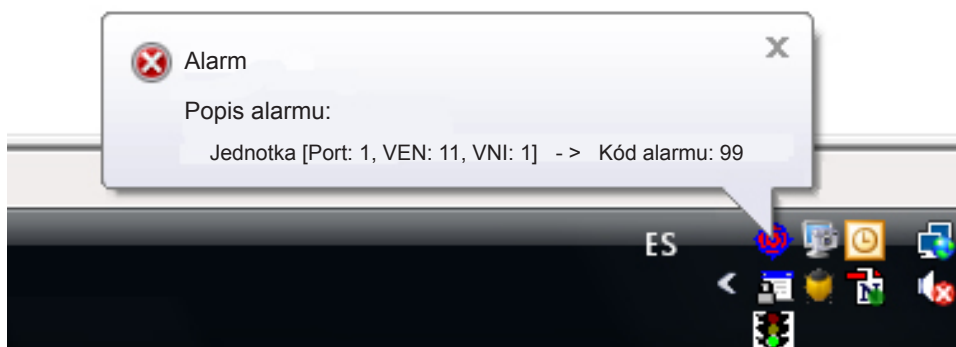 Alarm
Popis alarmu:
Jednotka [Port: 1, VEN: 11, VNI: 1] - > Kód alarmu: 99
ES